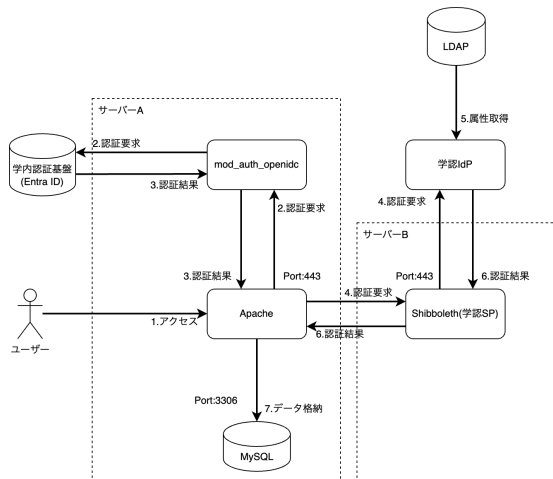 LDAP
サーバーA
5.属性取得
2.認証要求
学内認証基盤
(Entra ID)
mod_auth_openidc
学認IdP
3.認証結果
2.認証要求
4.認証要求
サーバーB
3.認証結果
Port:443
Port:443
6.認証結果
4.認証要求
Apache
Shibboleth(学認SP)
1.アクセス
6.認証結果
ユーザー
Port:3306
7.データ格納
MySQL